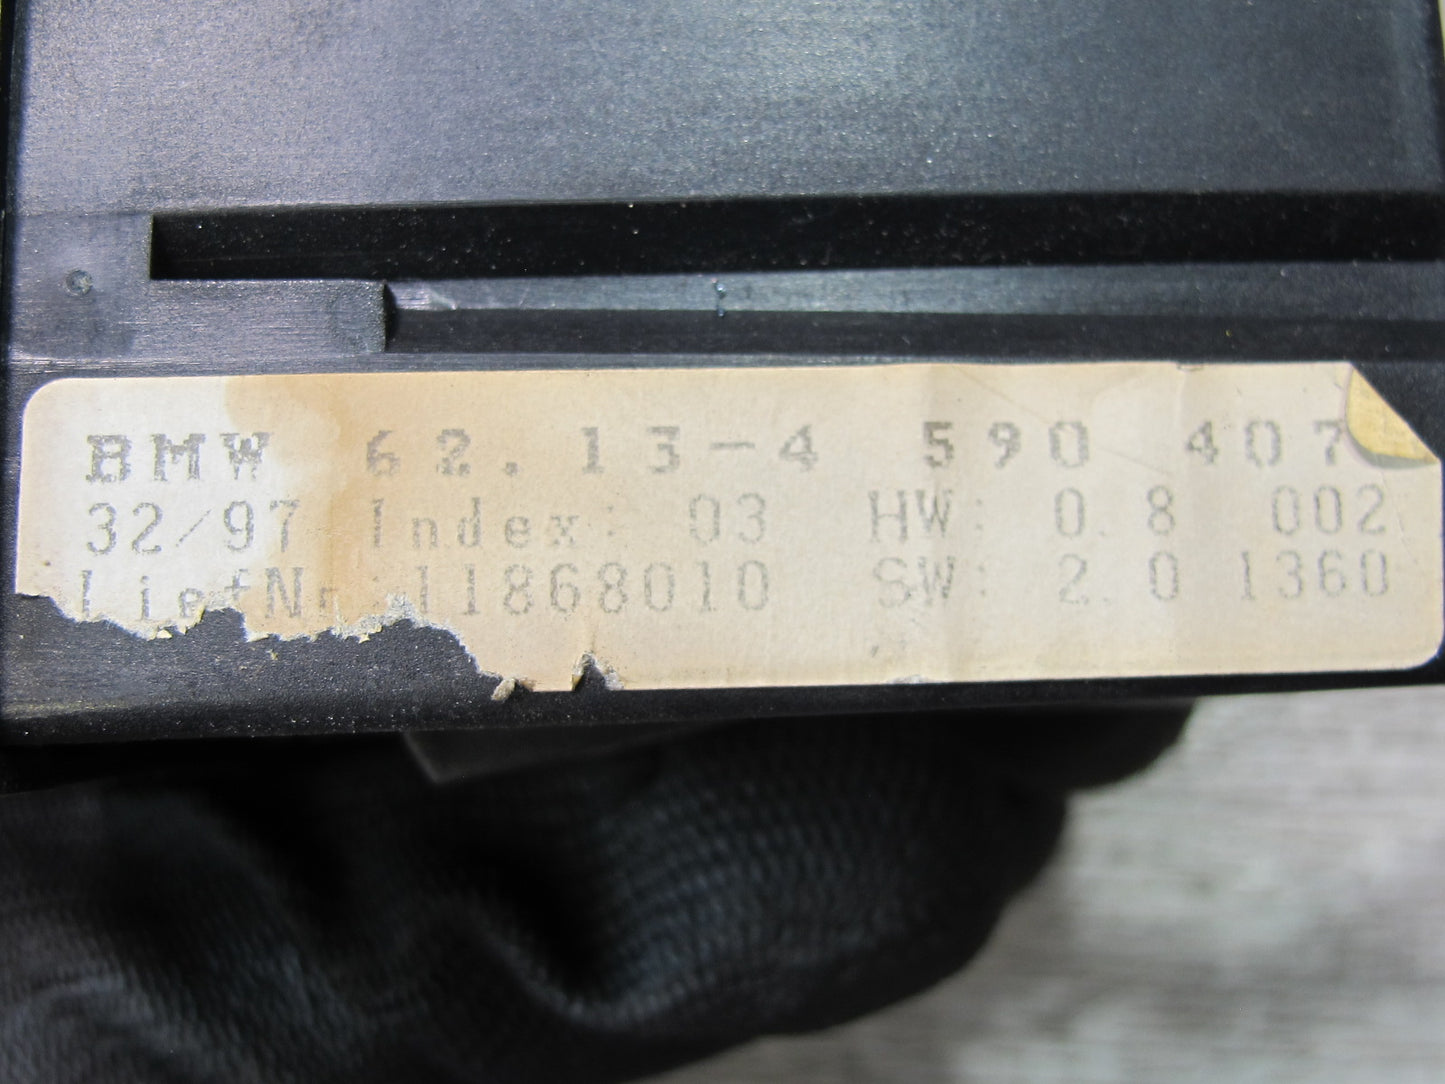 BMW 62.13-4 590 407
32/97 Index: 03 HW: 0.8 002
LiefNr:11868010 SW: 2.0 1360